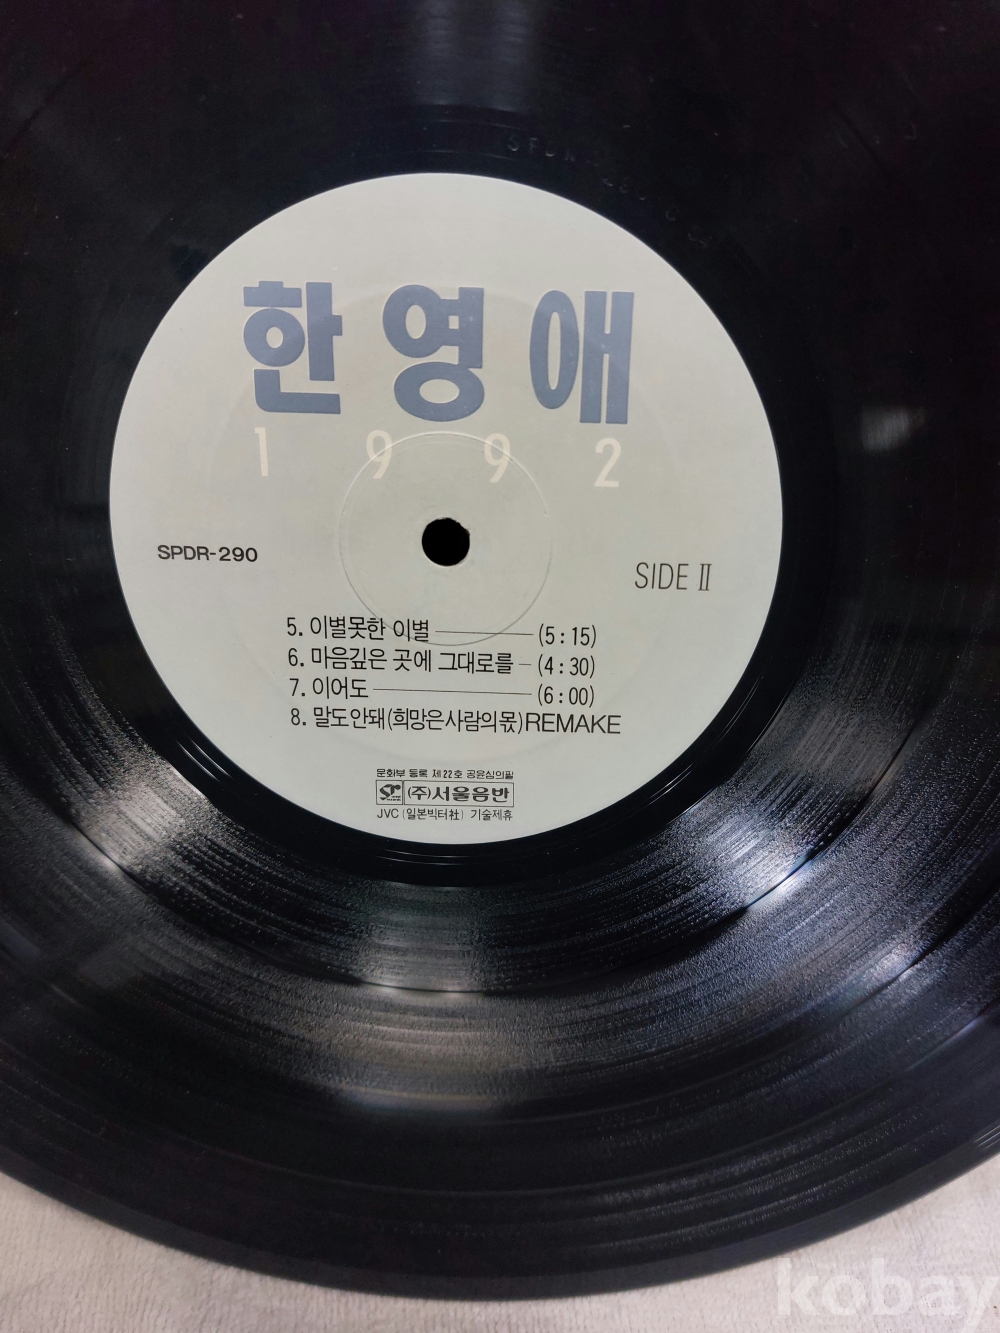 한영애
1992
SPDR-290
SIDE Ⅱ
5. 이별못한 이별 (5:15)
6. 마음깊은 곳에 그대로를 (4:30)
7. 이어도 (6:00)
8. 말도안돼(희망은사람의몫)REMAKE
문화부 등록 제22호 공윤심의필
(주)서울음반
JVC (일본빅터社) 기술제휴
kobay